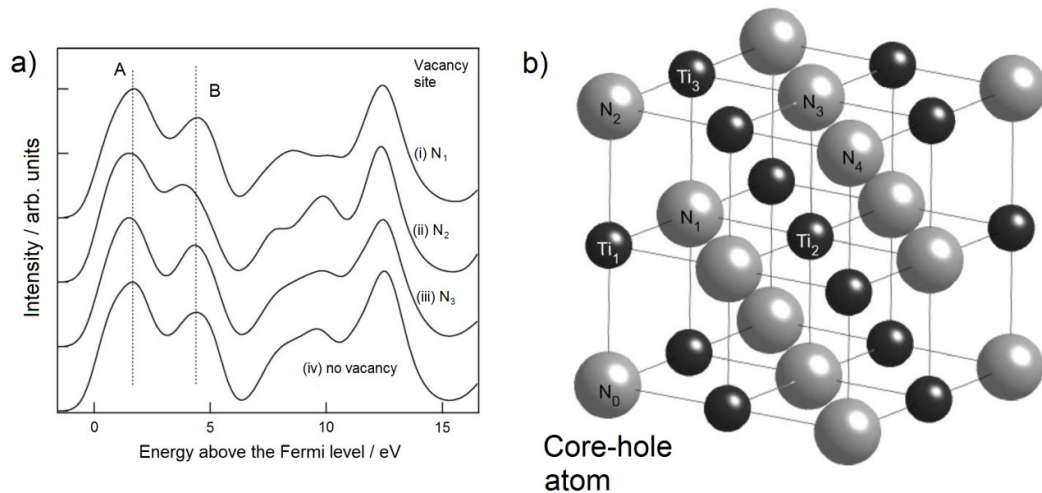 a)
A
B
Vacancy
site
(i) N₁
(ii) N₂
(iii) N₃
(iv) no vacancy
Intensity / arb. units
0
5
10
15
Energy above the Fermi level / eV
b)
Ti₃
N₂
N₃
N₄
N₁
Ti₁
Ti₂
N₀
Core-hole
atom